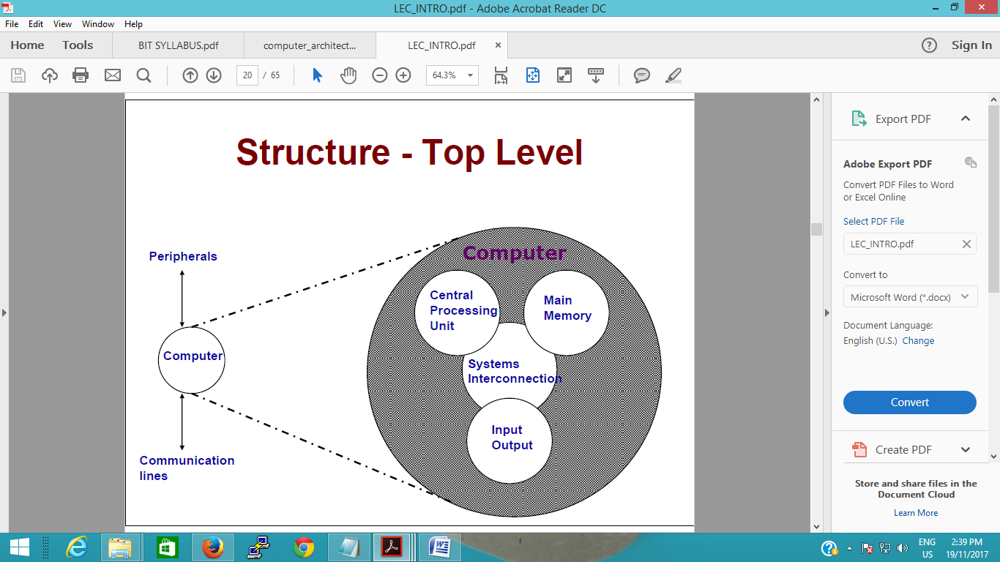 LEC_INTRO.pdf - Adobe Acrobat Reader DC
File Edit View Window Help
Home Tools BIT SYLLABUS.pdf computer_architect... LEC_INTRO.pdf × ? Sign In
20 / 65 64.3%
Structure - Top Level
Peripherals
Computer
Communication
lines
Computer
Central
Processing
Unit
Main
Memory
Systems
Interconnection
Input
Output
Export PDF
Adobe Export PDF
Convert PDF Files to Word
or Excel Online
Select PDF File
LEC_INTRO.pdf
Convert to
Microsoft Word (*.docx)
Document Language:
English (U.S.) Change
Convert
Create PDF
Store and share files in the
Document Cloud
Learn More
ENG
US
2:39 PM
19/11/2017